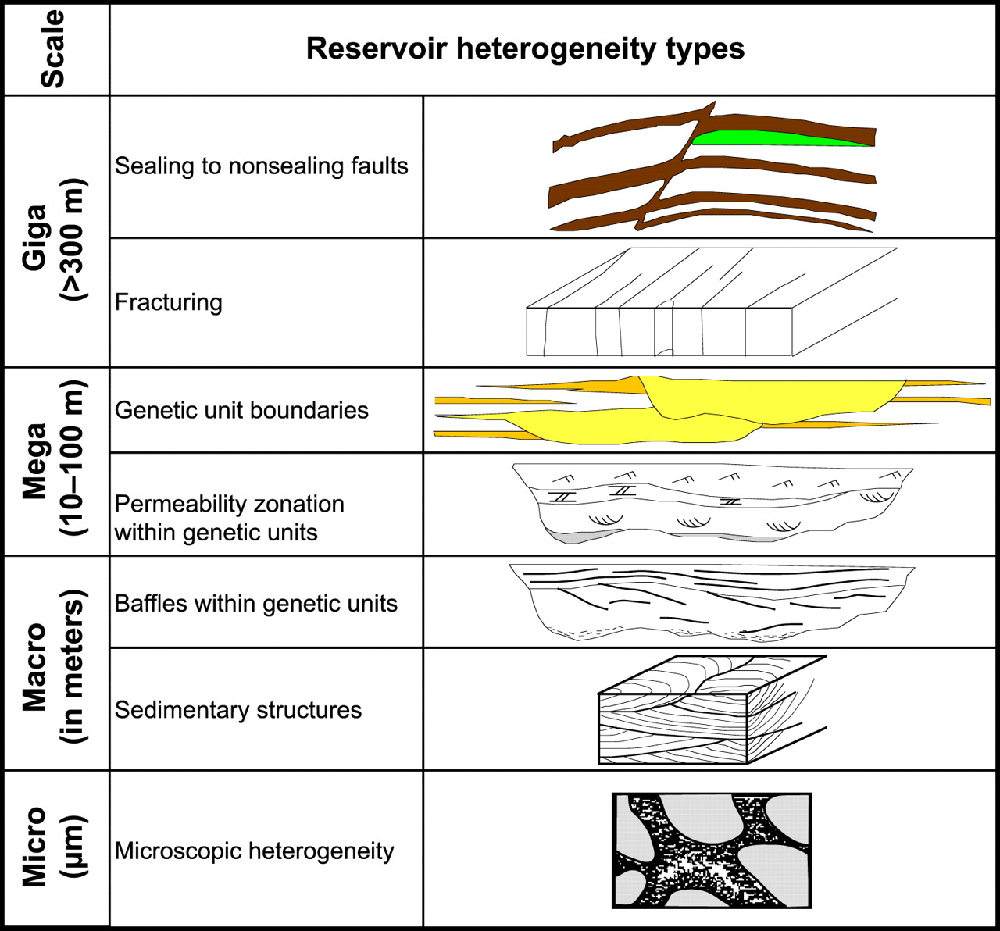 Scale
Reservoir heterogeneity types
Giga
(>300 m)
Sealing to nonsealing faults
Fracturing
Mega
(10–100 m)
Genetic unit boundaries
Permeability zonation
within genetic units
Macro
(in meters)
Baffles within genetic units
Sedimentary structures
Micro
(µm)
Microscopic heterogeneity